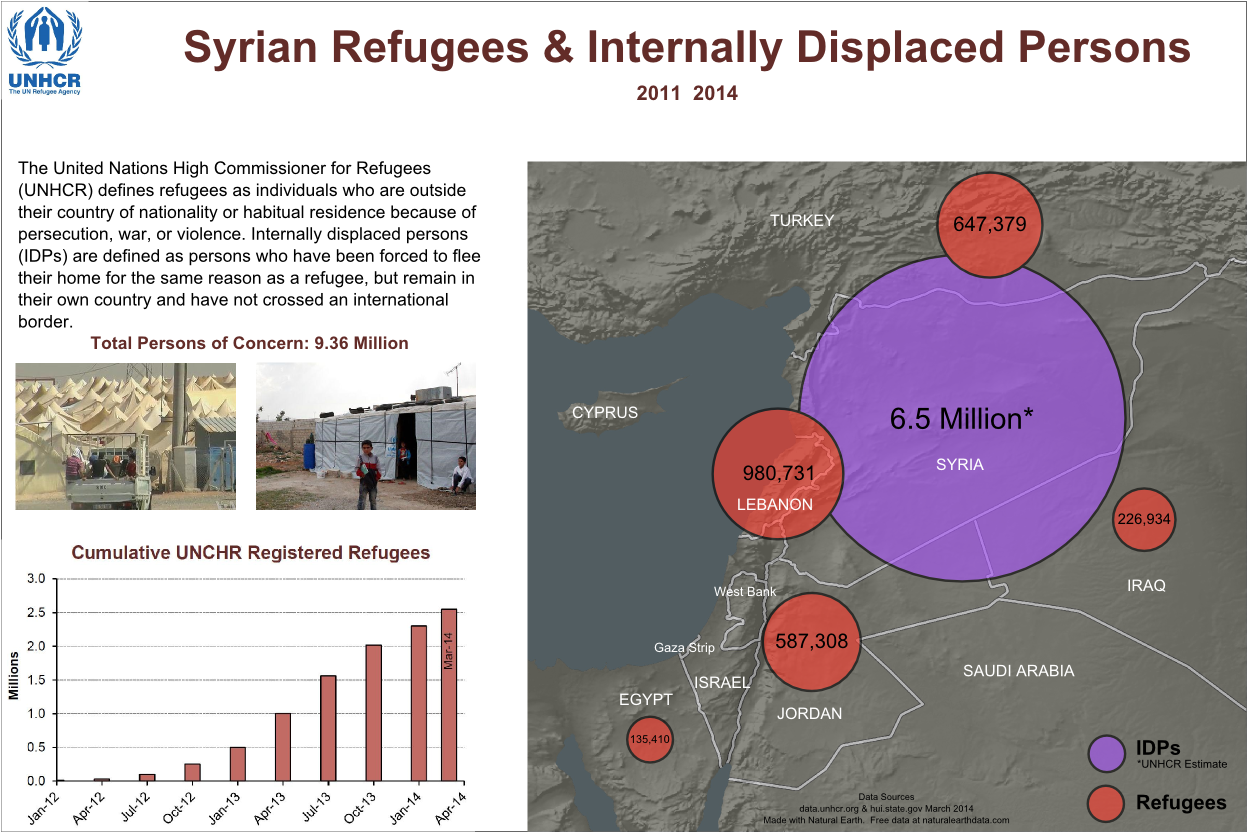 UNHCR
The UN Refugee Agency
Syrian Refugees & Internally Displaced Persons
2011 2014
The United Nations High Commissioner for Refugees
(UNHCR) defines refugees as individuals who are outside
their country of nationality or habitual residence because of
persecution, war, or violence. Internally displaced persons
(IDPs) are defined as persons who have been forced to flee
their home for the same reason as a refugee, but remain in
their own country and have not crossed an international
border.
Total Persons of Concern: 9.36 Million
Cumulative UNCHR Registered Refugees
Millions
3.0
2.5
2.0
1.5
1.0
0.5
0.0
Mar-14
Jan-12
Apr-12
Jul-12
Oct-12
Jan-13
Apr-13
Jul-13
Oct-13
Jan-14
Apr-14
TURKEY
647,379
CYPRUS
6.5 Million*
SYRIA
980,731
LEBANON
226,934
IRAQ
West Bank
587,308
Gaza Strip
ISRAEL
SAUDI ARABIA
EGYPT
JORDAN
135,410
IDPs
*UNHCR Estimate
Refugees
Data Sources
data.unhcr.org & hui.state.gov March 2014
Made with Natural Earth. Free data at naturalearthdata.com